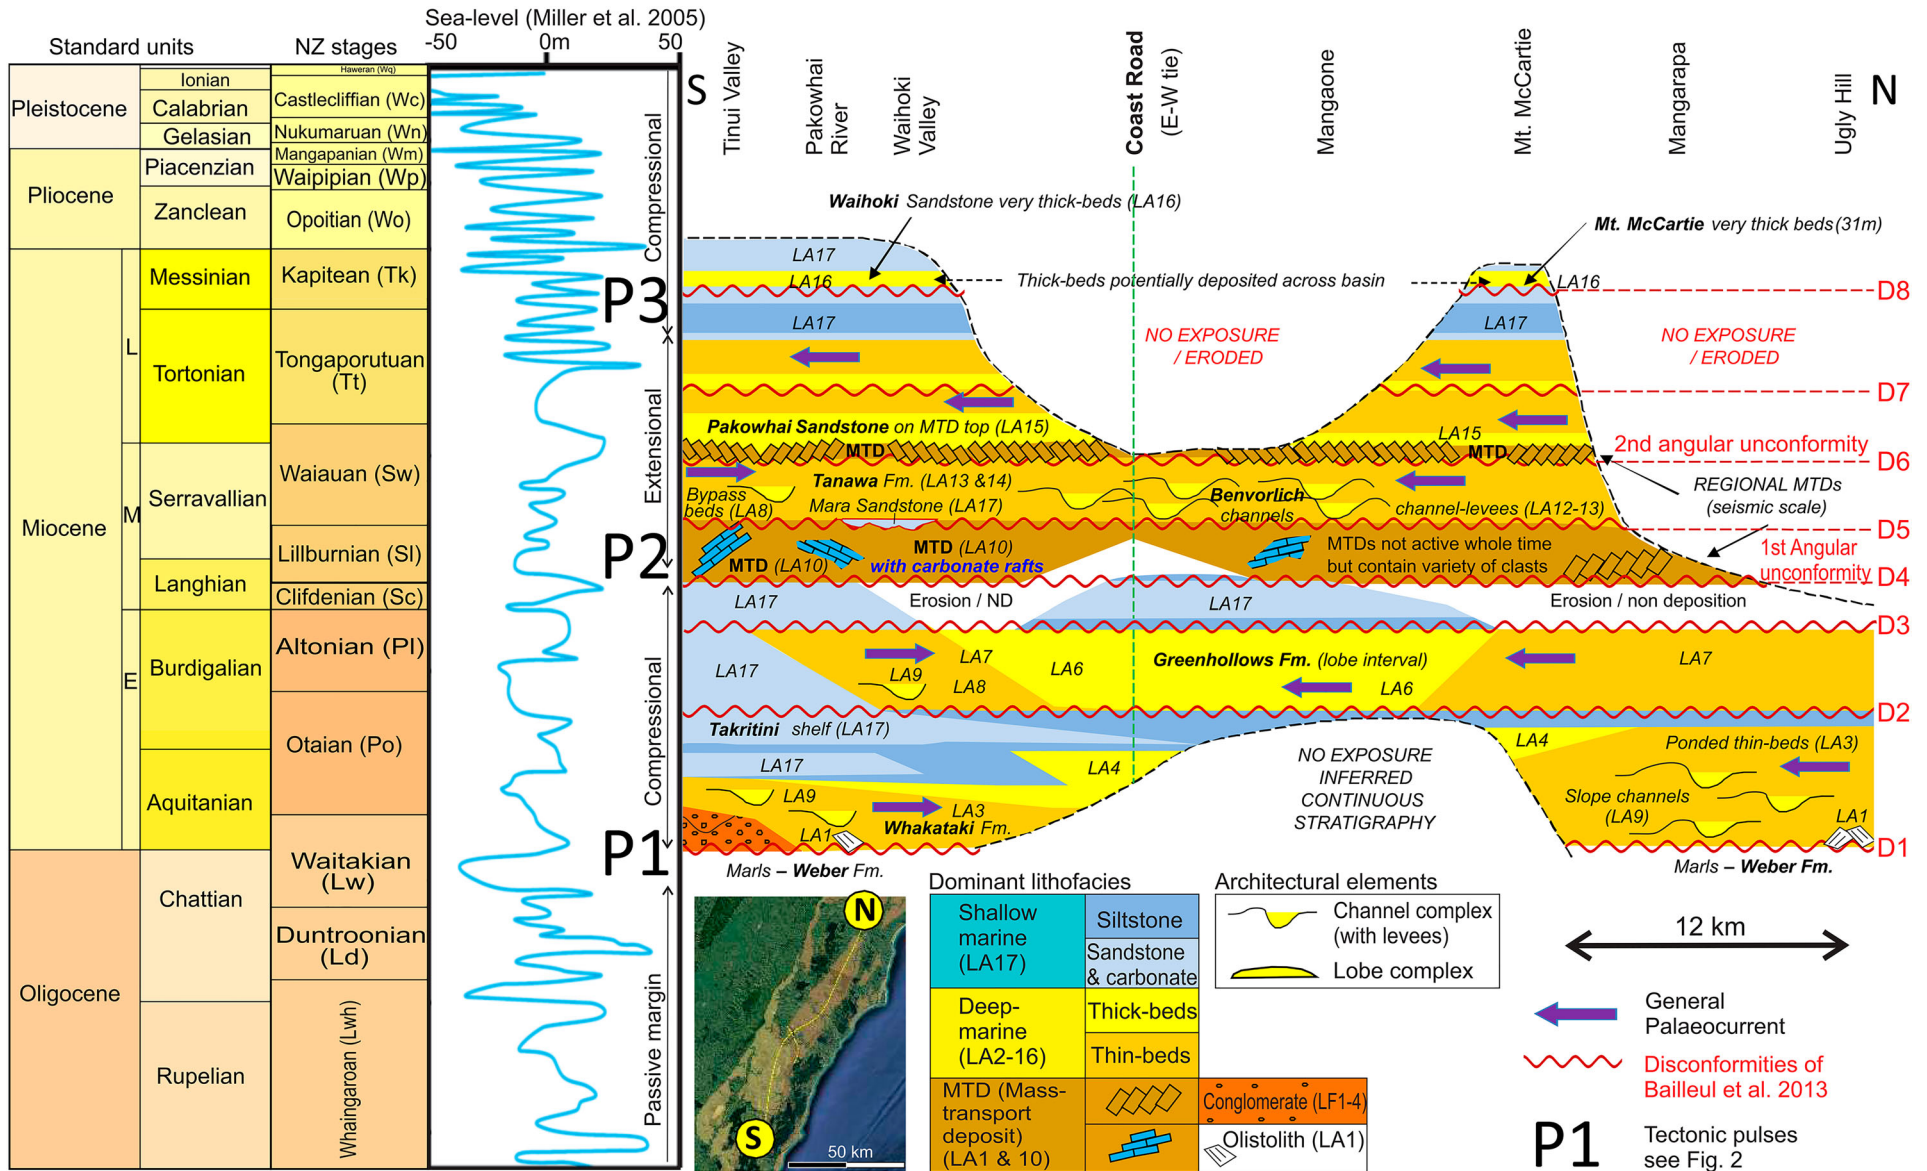 Sea-level (Miller et al. 2005)
Standard units
NZ stages
-50
0m
50
Pleistocene
Ionian
Calabrian
Gelasian
Pliocene
Piacenzian
Zanclean
Miocene
L
M
E
Messinian
Tortonian
Serravallian
Langhian
Burdigalian
Aquitanian
Oligocene
Chattian
Rupelian
Haweran (Wq)
Castlecliffian (Wc)
Nukumaruan (Wn)
Mangapanian (Wm)
Waipipian (Wp)
Opoitian (Wo)
Kapitean (Tk)
Tongaporutuan
(Tt)
Waiauan (Sw)
Lillburnian (Sl)
Clifdenian (Sc)
Altonian (Pl)
Otaian (Po)
Waitakian
(Lw)
Duntroonian
(Ld)
Whaingaroan (Lwh)
Compressional
P3
Extensional
P2
Compressional
P1
Passive margin
S
Tinui Valley
Pakowhai
River
Waihoki
Valley
Coast Road
(E-W tie)
Mangaone
Mt. McCartie
Mangarapa
Ugly Hill
N
Waihoki Sandstone very thick-beds (LA16)
Mt. McCartie very thick beds (31m)
LA17
LA16
Thick-beds potentially deposited across basin
LA16
D8
LA17
NO EXPOSURE
/ ERODED
LA17
NO EXPOSURE
/ ERODED
D7
Pakowhai Sandstone on MTD top (LA15)
LA15
MTD
MTD
2nd angular unconformity
D6
Tanawa Fm. (LA13 &14)
Bypass
beds (LA8)
Mara Sandstone (LA17)
Benvorlich
channels
channel-levees (LA12-13)
REGIONAL MTDs
(seismic scale)
D5
MTD (LA10)
MTD (LA10)
with carbonate rafts
MTDs not active whole time
but contain variety of clasts
1st Angular
unconformity
D4
LA17
Erosion / ND
LA17
Erosion / non deposition
D3
LA17
LA7
LA9
LA8
LA6
Greenhollows Fm. (lobe interval)
LA6
LA7
D2
Takritini shelf (LA17)
LA17
LA4
NO EXPOSURE
INFERRED
CONTINUOUS
STRATIGRAPHY
LA4
Ponded thin-beds (LA3)
LA9
LA3
Slope channels
(LA9)
LA1
Whakataki Fm.
LA1
D1
Marls – Weber Fm.
Marls – Weber Fm.
N
S
50 km
Dominant lithofacies
Shallow
marine
(LA17)
Siltstone
Sandstone
& carbonate
Deep-
marine
(LA2-16)
Thick-beds
Thin-beds
MTD (Mass-
transport
deposit)
(LA1 & 10)
Conglomerate (LF1-4)
Olistolith (LA1)
Architectural elements
Channel complex
(with levees)
Lobe complex
12 km
General
Palaeocurrent
Disconformities of
Bailleul et al. 2013
P1
Tectonic pulses
see Fig. 2